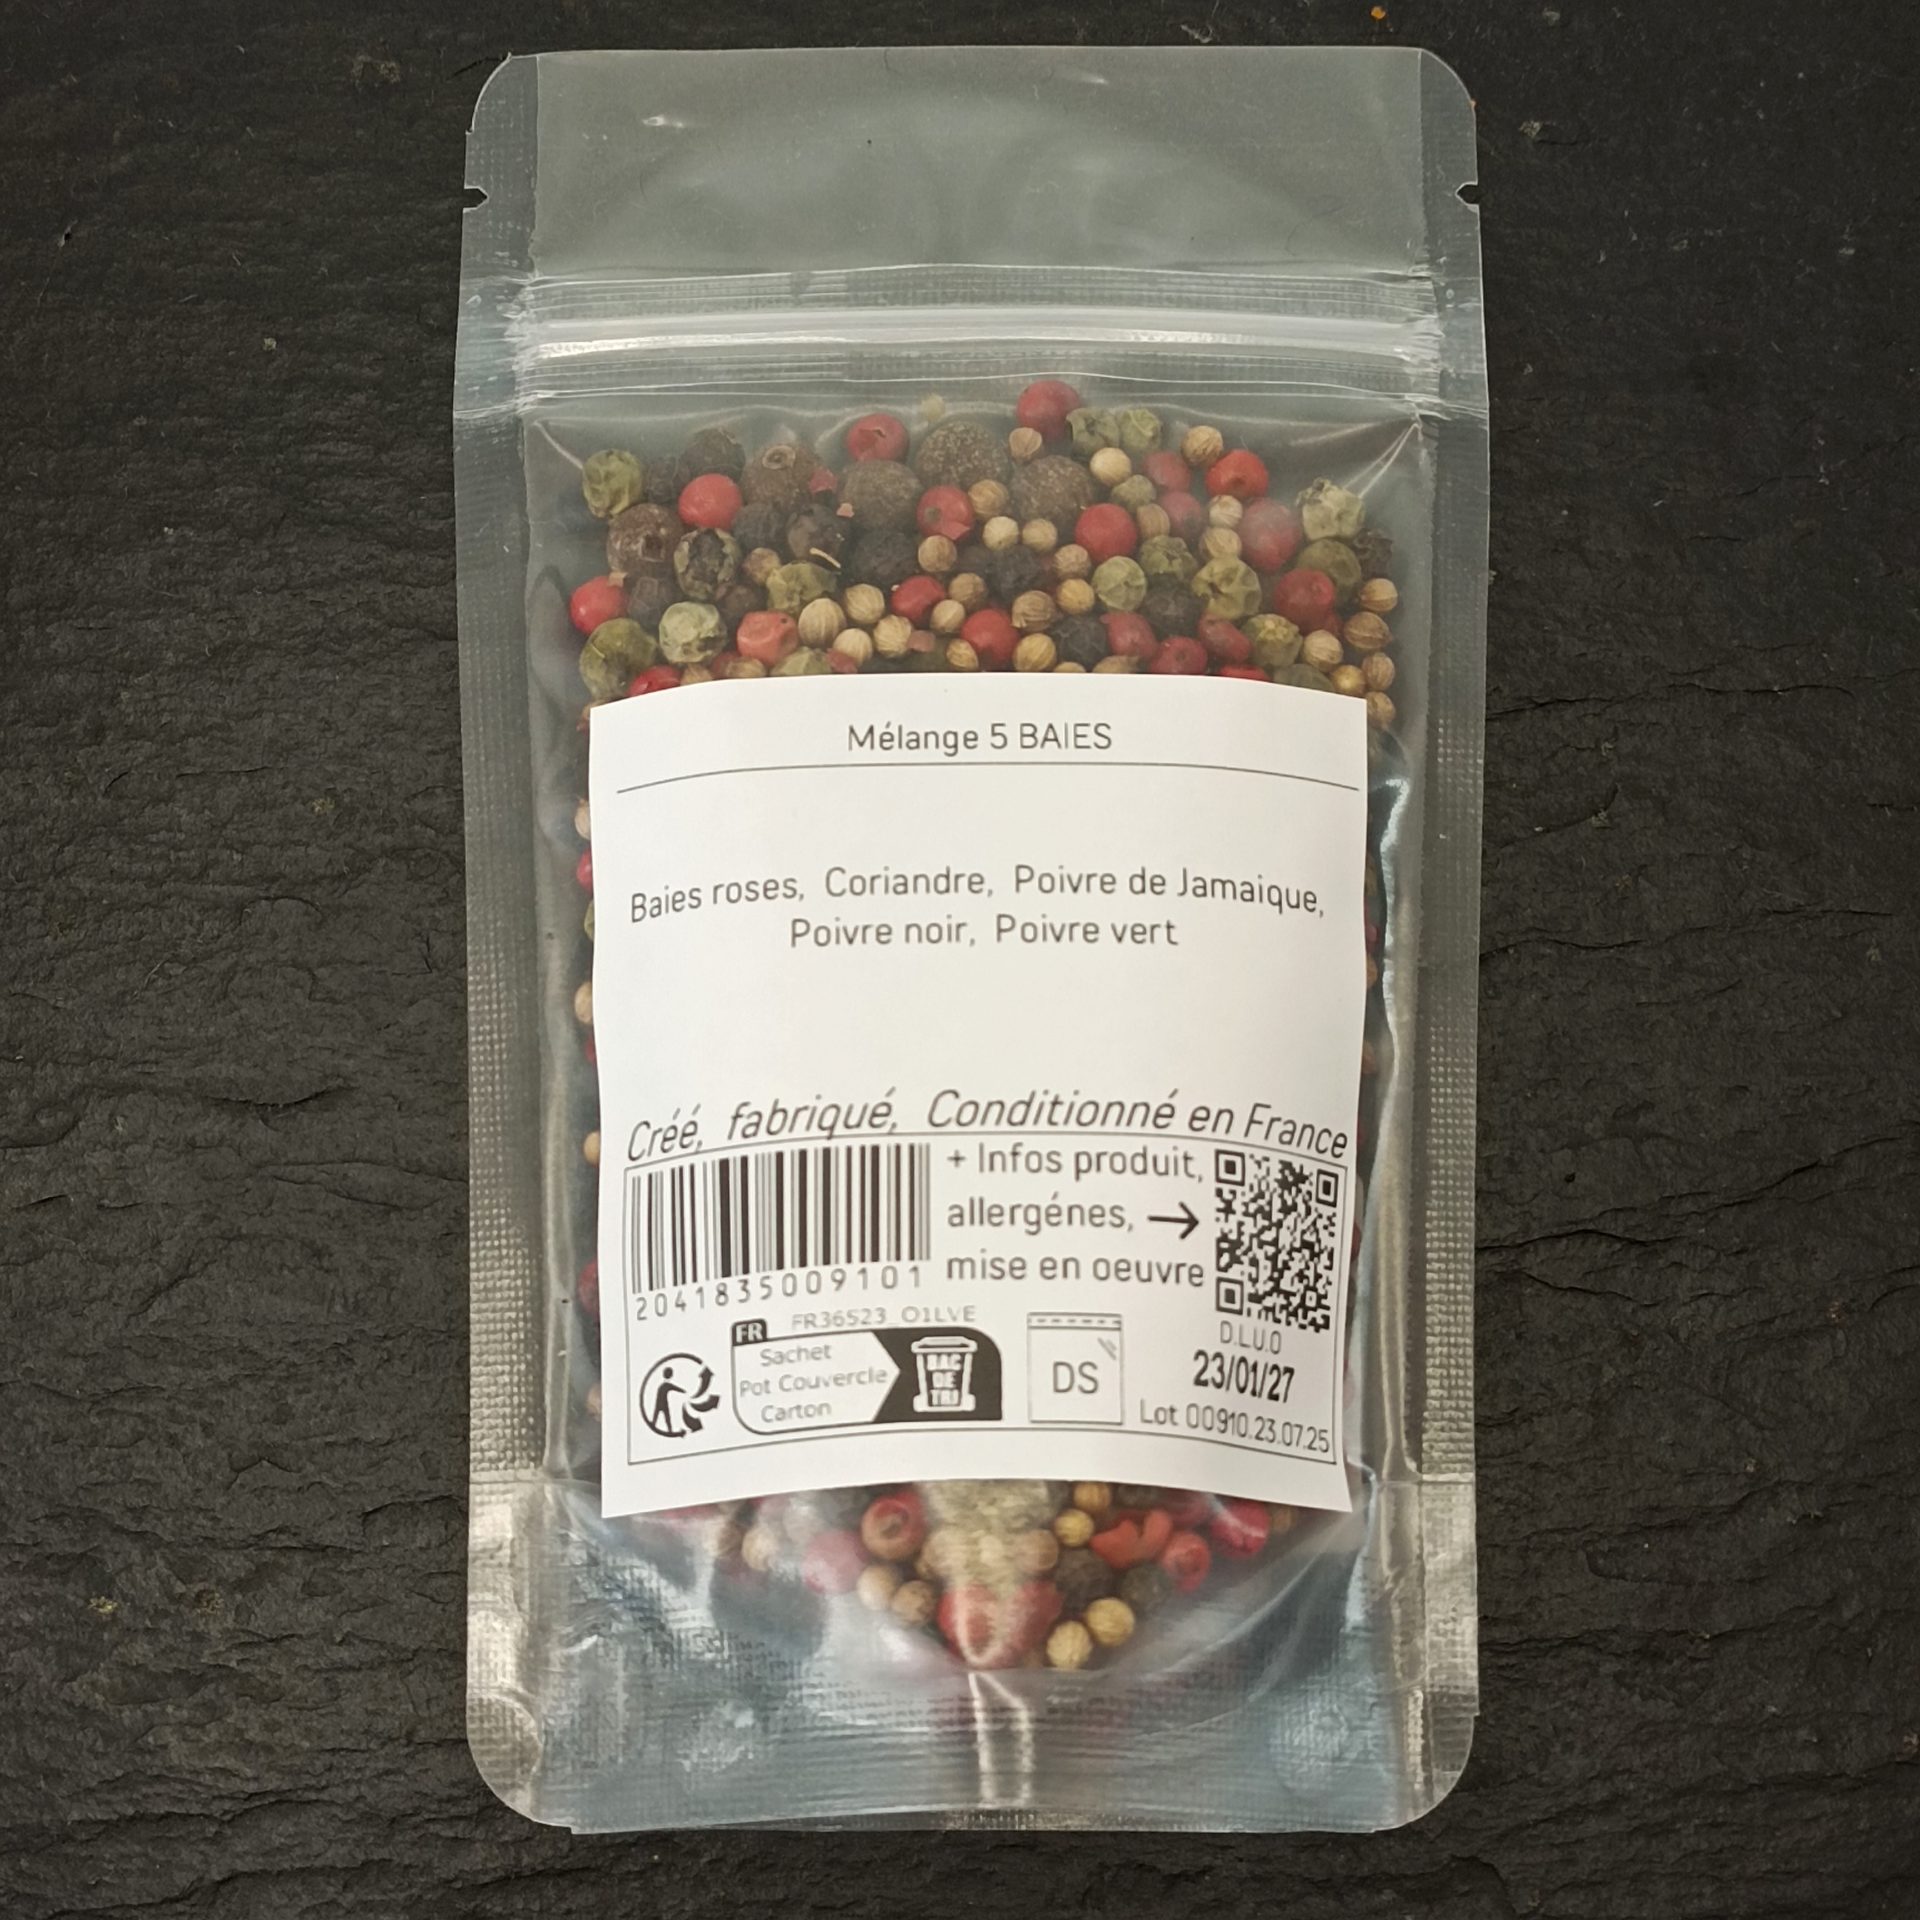 Mélange 5 BAIES
Baies roses, Coriandre, Poivre de Jamaique,
Poivre noir, Poivre vert
Créé, fabriqué, Conditionné en France
+ Infos produit,
allergénes, →
mise en oeuvre
2041835009101
FR36523_O1LVE
FR
Sachet
Pot Couvercle
Carton
BAC
DE
TRI
DS
D.L.U.O
23/01/27
Lot 00910.23.07.25